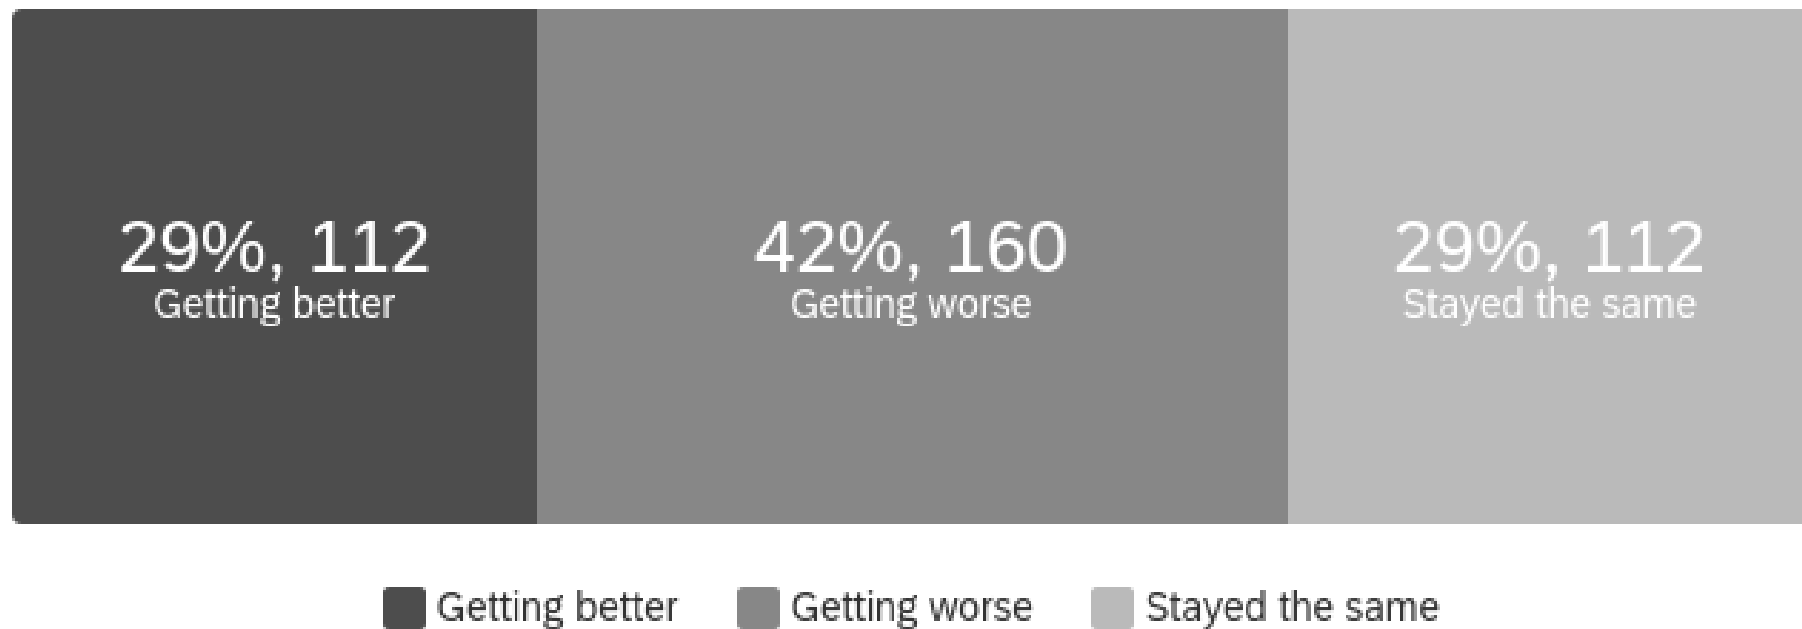 29%, 112
Getting better
42%, 160
Getting worse
29%, 112
Stayed the same
Getting better
Getting worse
Stayed the same